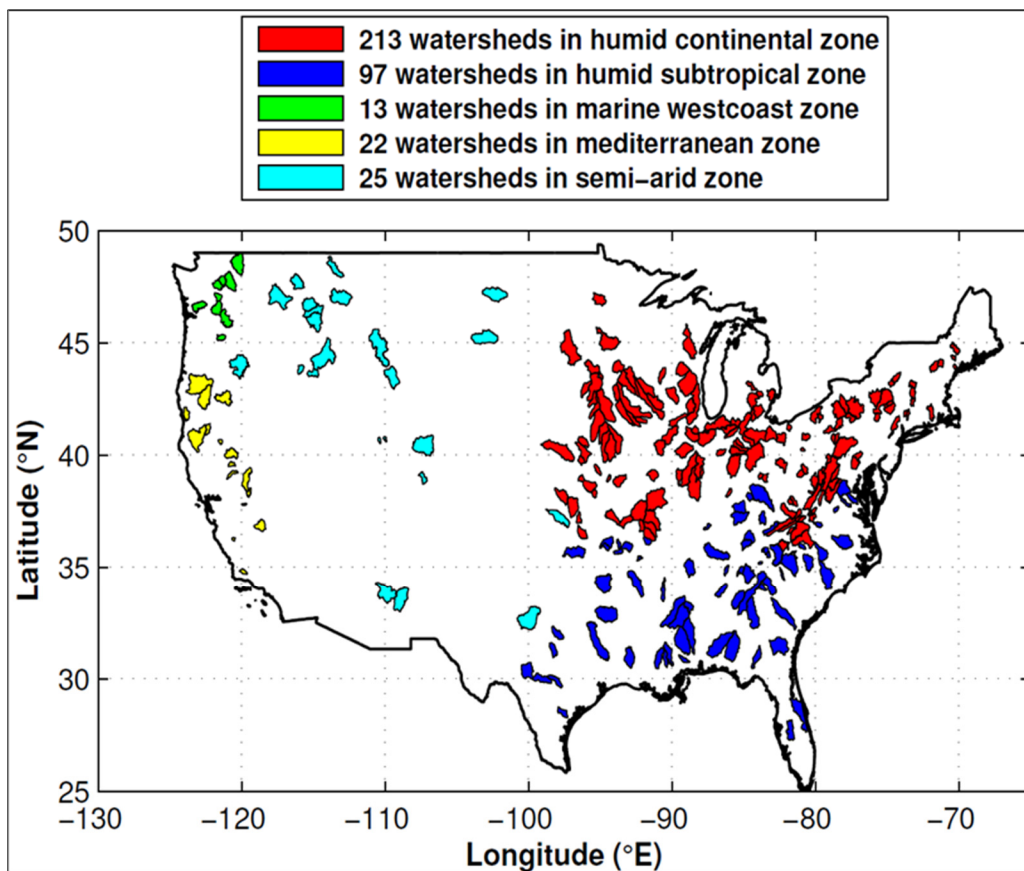 213 watersheds in humid continental zone
97 watersheds in humid subtropical zone
13 watersheds in marine westcoast zone
22 watersheds in mediterranean zone
25 watersheds in semi−arid zone
50
45
40
35
30
25
Latitude (°N)
−130 −120 −110 −100 −90 −80 −70
Longitude (°E)